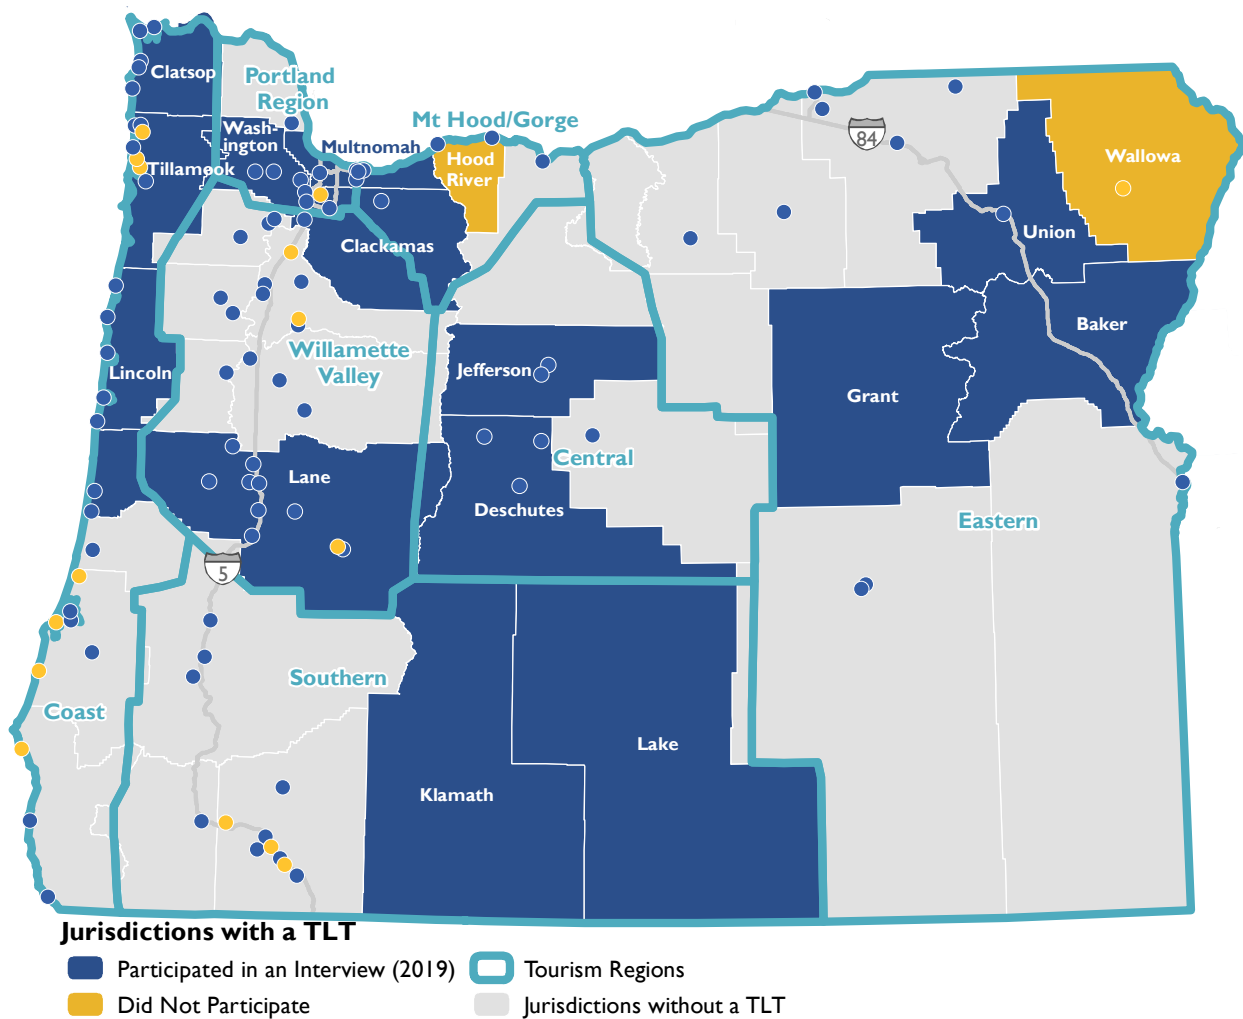 Clatsop
Portland
Region
Mt Hood/Gorge
Wash-
ington
Multnomah
Hood
River
84
Wallowa
Tillamook
Clackamas
Union
Baker
Willamette
Valley
Lincoln
Jefferson
Grant
Central
Lane
Deschutes
Eastern
5
Southern
Coast
Lake
Klamath
Jurisdictions with a TLT
Participated in an Interview (2019)
Tourism Regions
Did Not Participate
Jurisdictions without a TLT